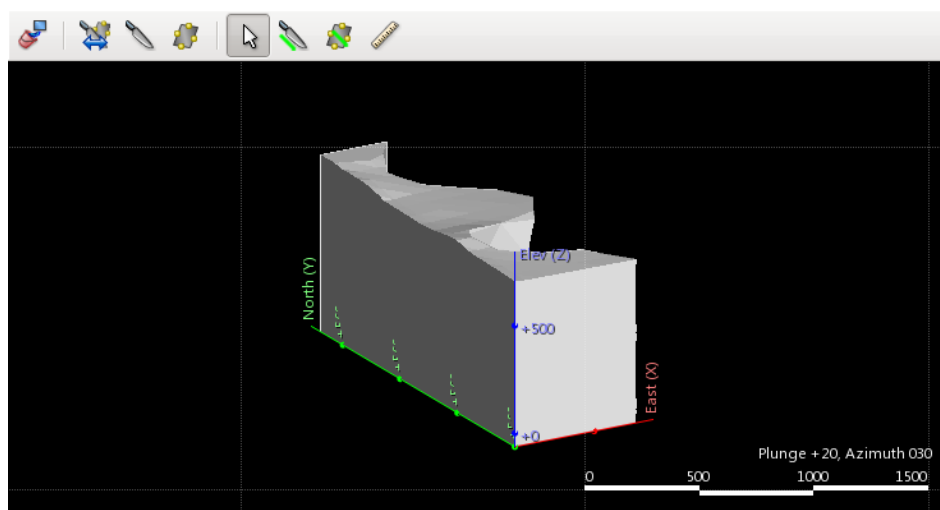 Elev (Z)
North (Y)
+500
East (X)
+0
Plunge +20, Azimuth 030
0 500 1000 1500